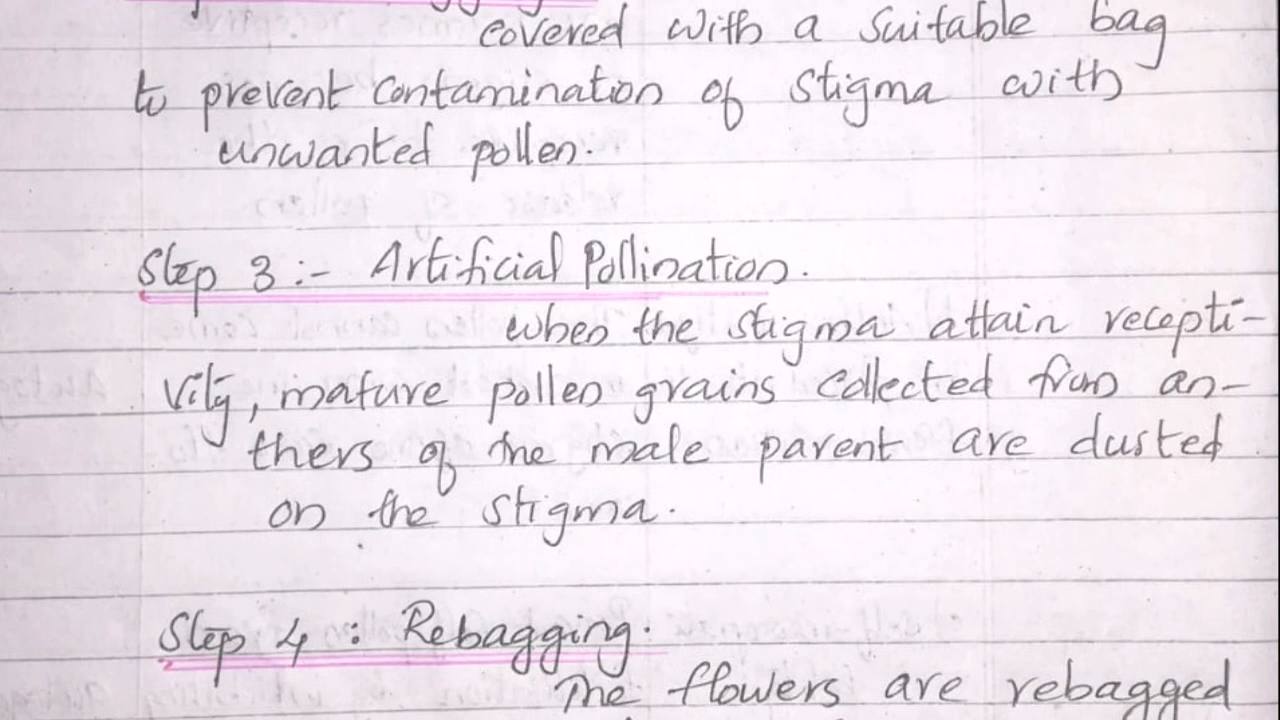 covered with a suitable bag
to prevent contamination of stigma with
unwanted pollen.
Step 3 :- Artificial Pollination.
when the stigma attain recepti-
vity, mature pollen grains collected from an-
thers of the male parent are dusted
on the stigma.
Step 4 : Rebagging.
The flowers are rebagged